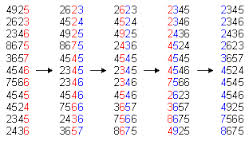 4925 2623 2623 2345 2345
2623 4524 4524 2346 2346
2346 4925 4925 2436 2436
8675 8675 2436 4524 2623
3657 4545 4545 4545 3657
4545 2345 2345 4546 4524
7566 2346 2346 7566 4545
4546 4546 4546 2623 4546
4524 7566 3657 3657 4925
2345 2436 7566 8675 7566
2436 3657 8675 4925 8675